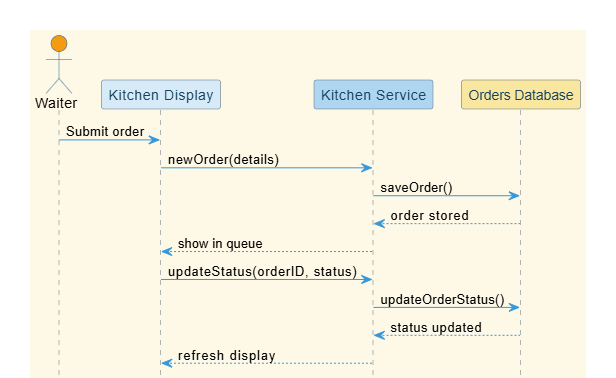 Waiter
Kitchen Display
Kitchen Service
Orders Database
Submit order
newOrder(details)
saveOrder()
order stored
show in queue
updateStatus(orderID, status)
updateOrderStatus()
status updated
refresh display